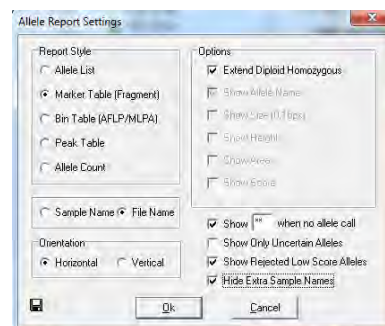 Allele Report Settings
Report Style
Allele List
Marker Table (Fragment)
Bin Table (AFLP/MLPA)
Peak Table
Allele Count
Sample Name File Name
Orientation
Horizontal Vertical
Options
Extend Diploid Homozygous
Show Allele Name
Show Size (0.1bps)
Show Height
Show Area
Show Score
Show ** when no allele call
Show Only Uncertain Alleles
Show Rejected Low Score Alleles
Hide Extra Sample Names
Ok Cancel